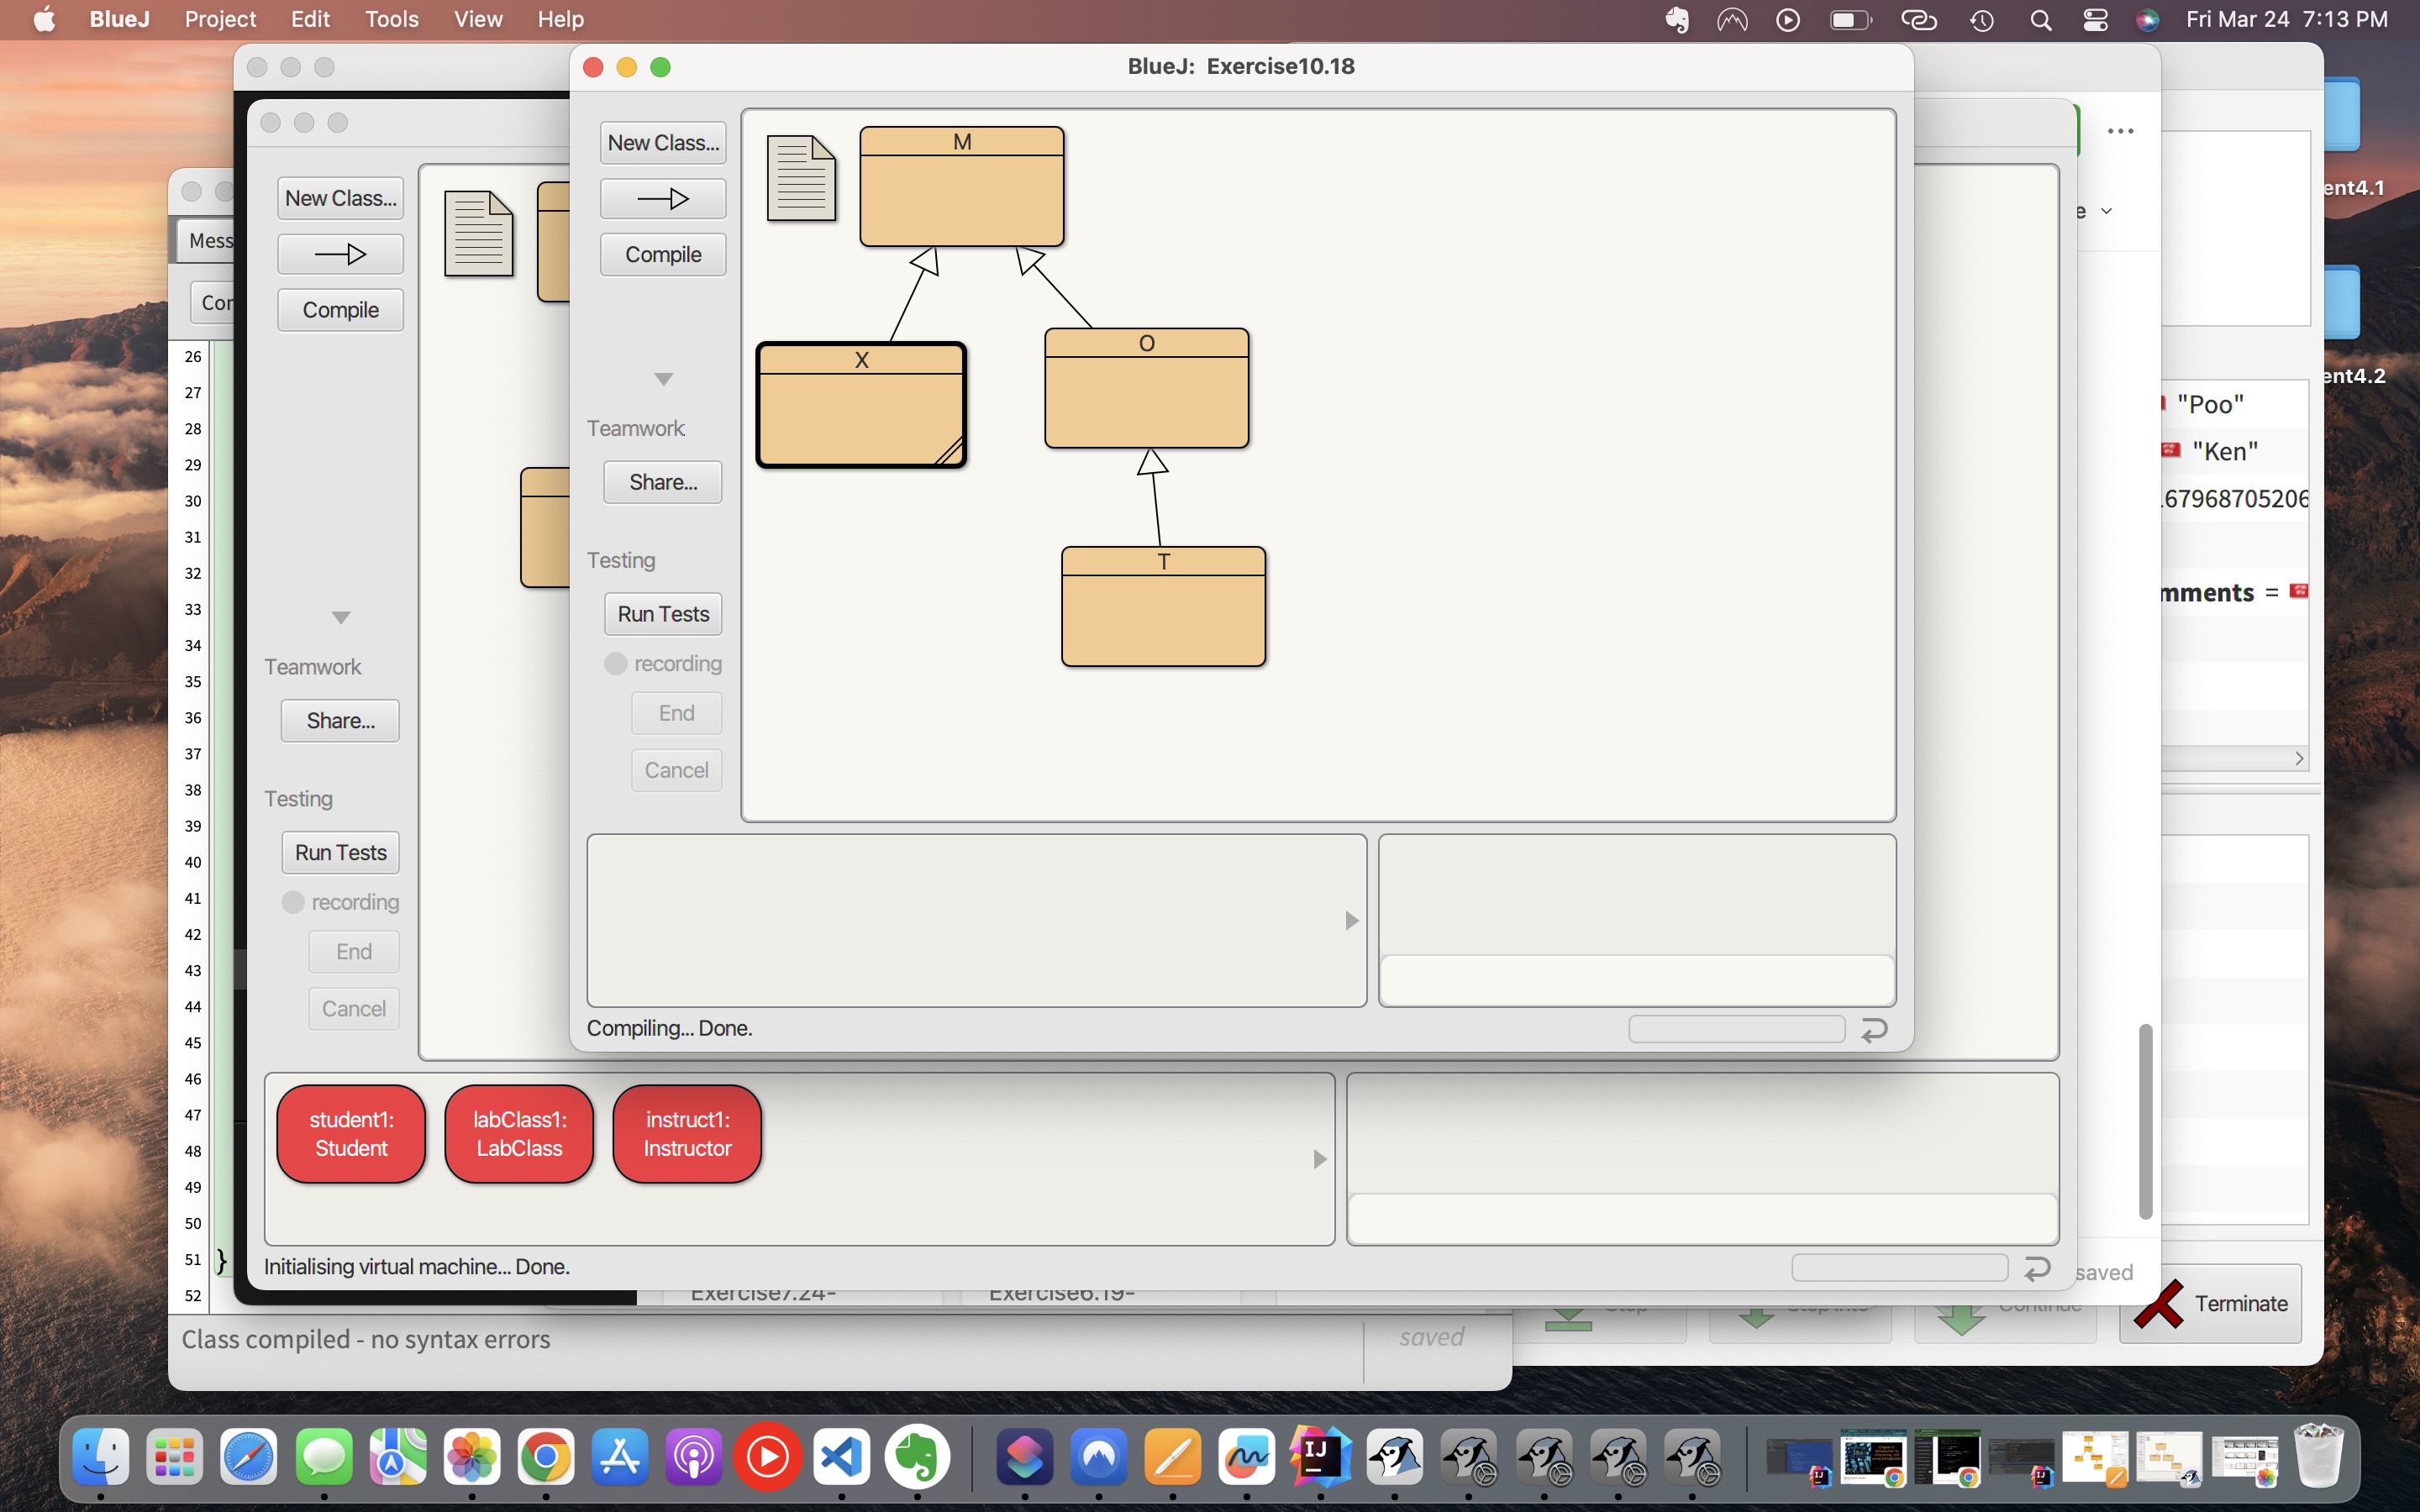 BlueJ Project Edit Tools View Help
Fri Mar 24 7:13 PM
BlueJ: Exercise10.18
New Class...
Compile
Teamwork
Share...
Testing
Run Tests
recording
End
Cancel
M
X
O
T
Compiling... Done.
New Class...
Compile
Teamwork
Share...
Testing
Run Tests
recording
End
Cancel
student1:
Student
labClass1:
LabClass
instruct1:
Instructor
Initialising virtual machine... Done.
Mess
Cor
26
27
28
29
30
31
32
33
34
35
36
37
38
39
40
41
42
43
44
45
46
47
48
49
50
51 }
52
Exercise7.24-
Exercise6.19-
Class compiled - no syntax errors
saved
ent4.1
e
ent4.2
"Poo"
"Ken"
.67968705206
mments =
saved
Stop
Step Into
Continue
Terminate
IJ